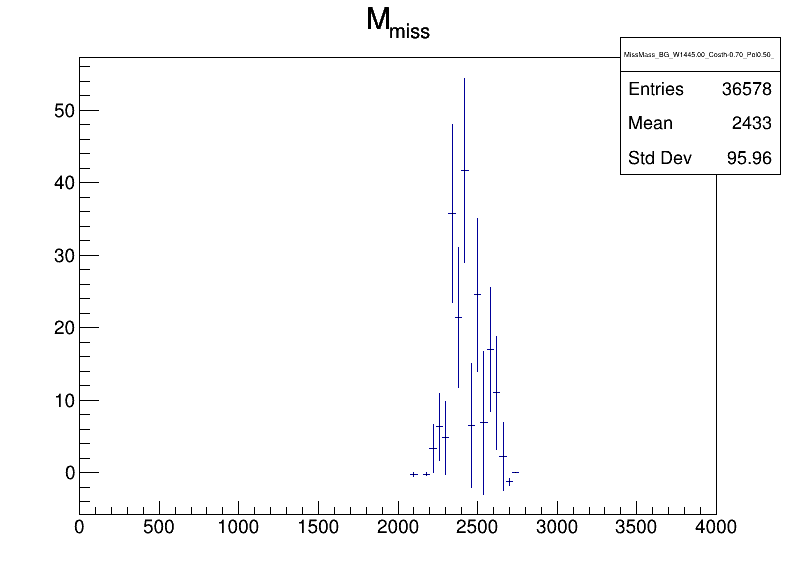 Mmiss
MissMass_BG_W1445.00_Costh-0.70_Pol0.50_
Entries 36578
Mean 2433
Std Dev 95.96
50
40
30
20
10
0
0 500 1000 1500 2000 2500 3000 3500 4000